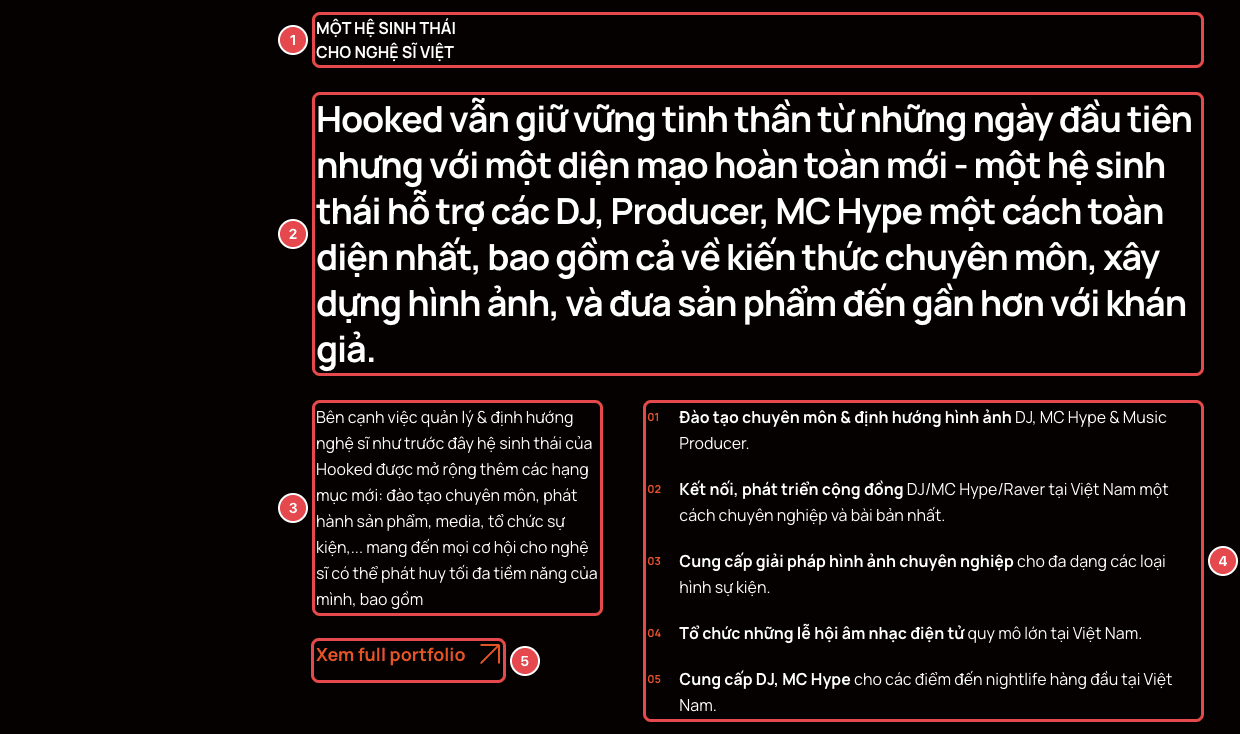 1
MỘT HỆ SINH THÁI
CHO NGHỆ SĨ VIỆT
2
Hooked vẫn giữ vững tinh thần từ những ngày đầu tiên
nhưng với một diện mạo hoàn toàn mới - một hệ sinh
thái hỗ trợ các DJ, Producer, MC Hype một cách toàn
diện nhất, bao gồm cả về kiến thức chuyên môn, xây
dựng hình ảnh, và đưa sản phẩm đến gần hơn với khán
giả.
3
Bên cạnh việc quản lý & định hướng
nghệ sĩ như trước đây hệ sinh thái của
Hooked được mở rộng thêm các hạng
mục mới: đào tạo chuyên môn, phát
hành sản phẩm, media, tổ chức sự
kiện,... mang đến mọi cơ hội cho nghệ
sĩ có thể phát huy tối đa tiềm năng của
mình, bao gồm
4
01 Đào tạo chuyên môn & định hướng hình ảnh DJ, MC Hype & Music
Producer.
02 Kết nối, phát triển cộng đồng DJ/MC Hype/Raver tại Việt Nam một
cách chuyên nghiệp và bài bản nhất.
03 Cung cấp giải pháp hình ảnh chuyên nghiệp cho đa dạng các loại
hình sự kiện.
04 Tổ chức những lễ hội âm nhạc điện tử quy mô lớn tại Việt Nam.
05 Cung cấp DJ, MC Hype cho các điểm đến nightlife hàng đầu tại Việt
Nam.
Xem full portfolio
5